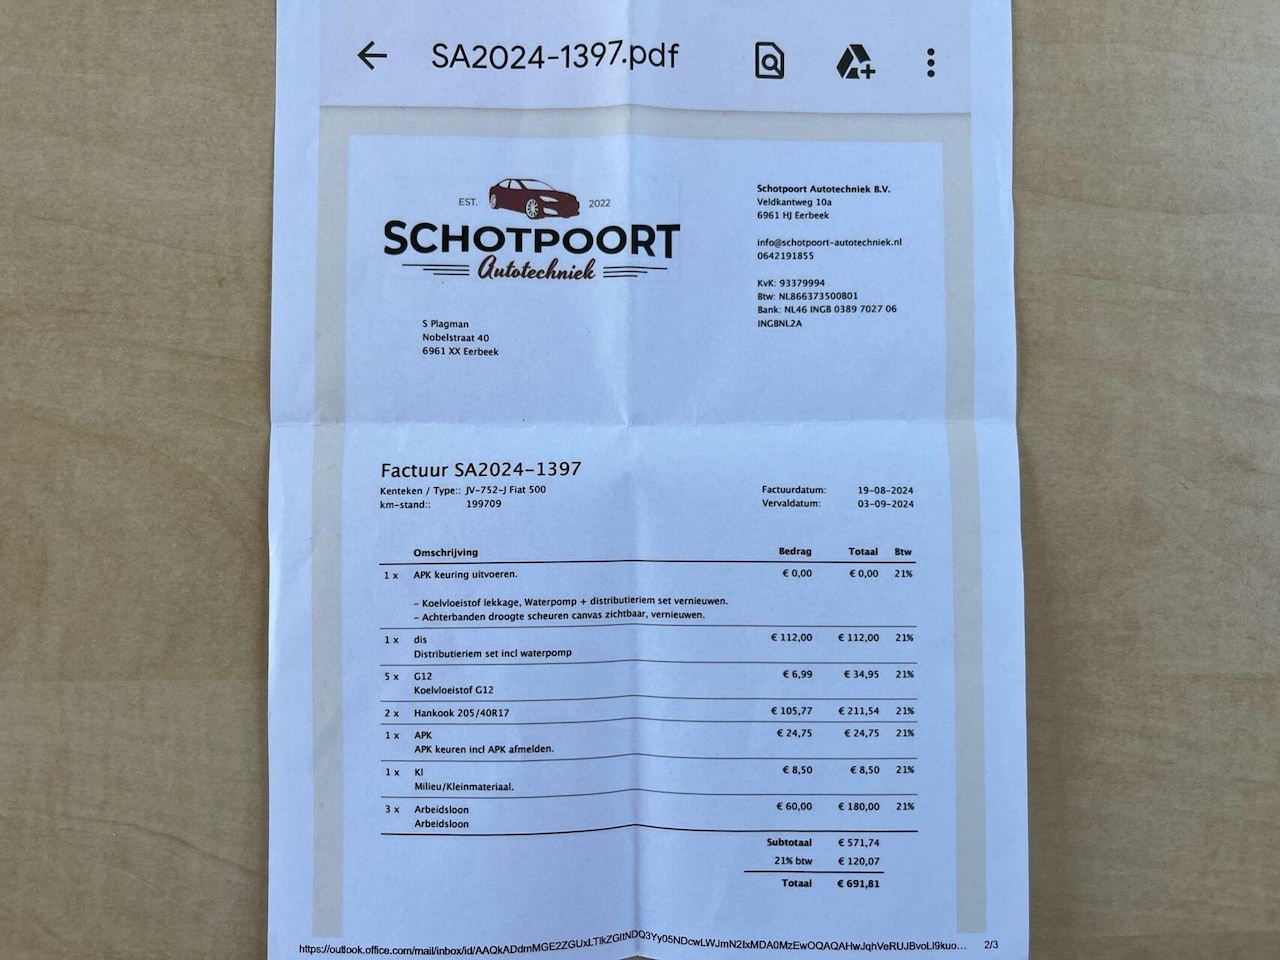 SA2024-1397.pdf
EST. 2022
SCHOTPOORT
Autotechniek
Schotpoort Autotechniek B.V.
Veldkantweg 10a
6961 HJ Eerbeek
info@schotpoort-autotechniek.nl
0642191855
KvK: 93379994
Btw: NL866373500B01
Bank: NL46 INGB 0389 7027 06
INGBNL2A
S Plagman
Nobelstraat 40
6961 XX Eerbeek
Factuur SA2024-1397
Kenteken / Type:: JV-752-J Fiat 500
km-stand:: 199709
Factuurdatum: 19-08-2024
Vervaldatum: 03-09-2024
Omschrijving Bedrag Totaal Btw
1 x APK keuring uitvoeren. € 0,00 € 0,00 21%
- Koelvloeistof lekkage, Waterpomp + distributieriem set vernieuwen.
- Achterbanden droogte scheuren canvas zichtbaar, vernieuwen.
1 x dis € 112,00 € 112,00 21%
Distributieriem set incl waterpomp
5 x G12 € 6,99 € 34,95 21%
Koelvloeistof G12
2 x Hankook 205/40R17 € 105,77 € 211,54 21%
1 x APK € 24,75 € 24,75 21%
APK keuren incl APK afmelden.
1 x Kl € 8,50 € 8,50 21%
Milieu/Kleinmateriaal.
3 x Arbeidsloon € 60,00 € 180,00 21%
Arbeidsloon
Subtotaal € 571,74
21% btw € 120,07
Totaal € 691,81
2/3